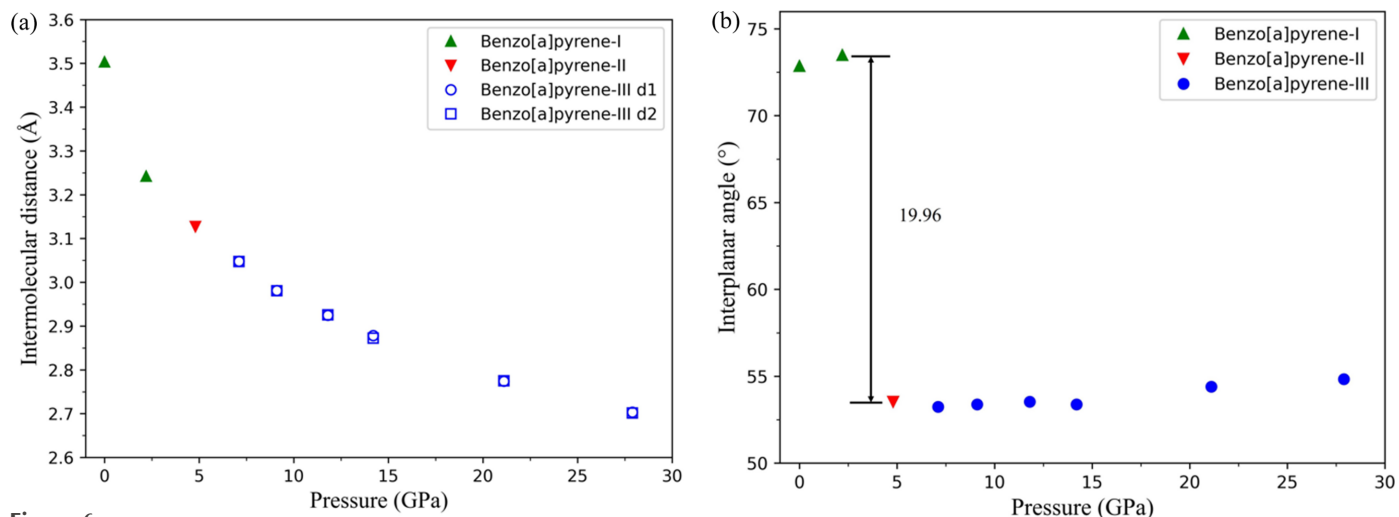 (a)
3.6
3.5
3.4
3.3
3.2
3.1
3.0
2.9
2.8
2.7
2.6
Intermolecular distance (Å)
Benzo[a]pyrene-I
Benzo[a]pyrene-II
Benzo[a]pyrene-III d1
Benzo[a]pyrene-III d2
0 5 10 15 20 25 30
Pressure (GPa)
(b)
75
70
65
60
55
50
Interplanar angle (°)
Benzo[a]pyrene-I
Benzo[a]pyrene-II
Benzo[a]pyrene-III
19.96
0 5 10 15 20 25 30
Pressure (GPa)